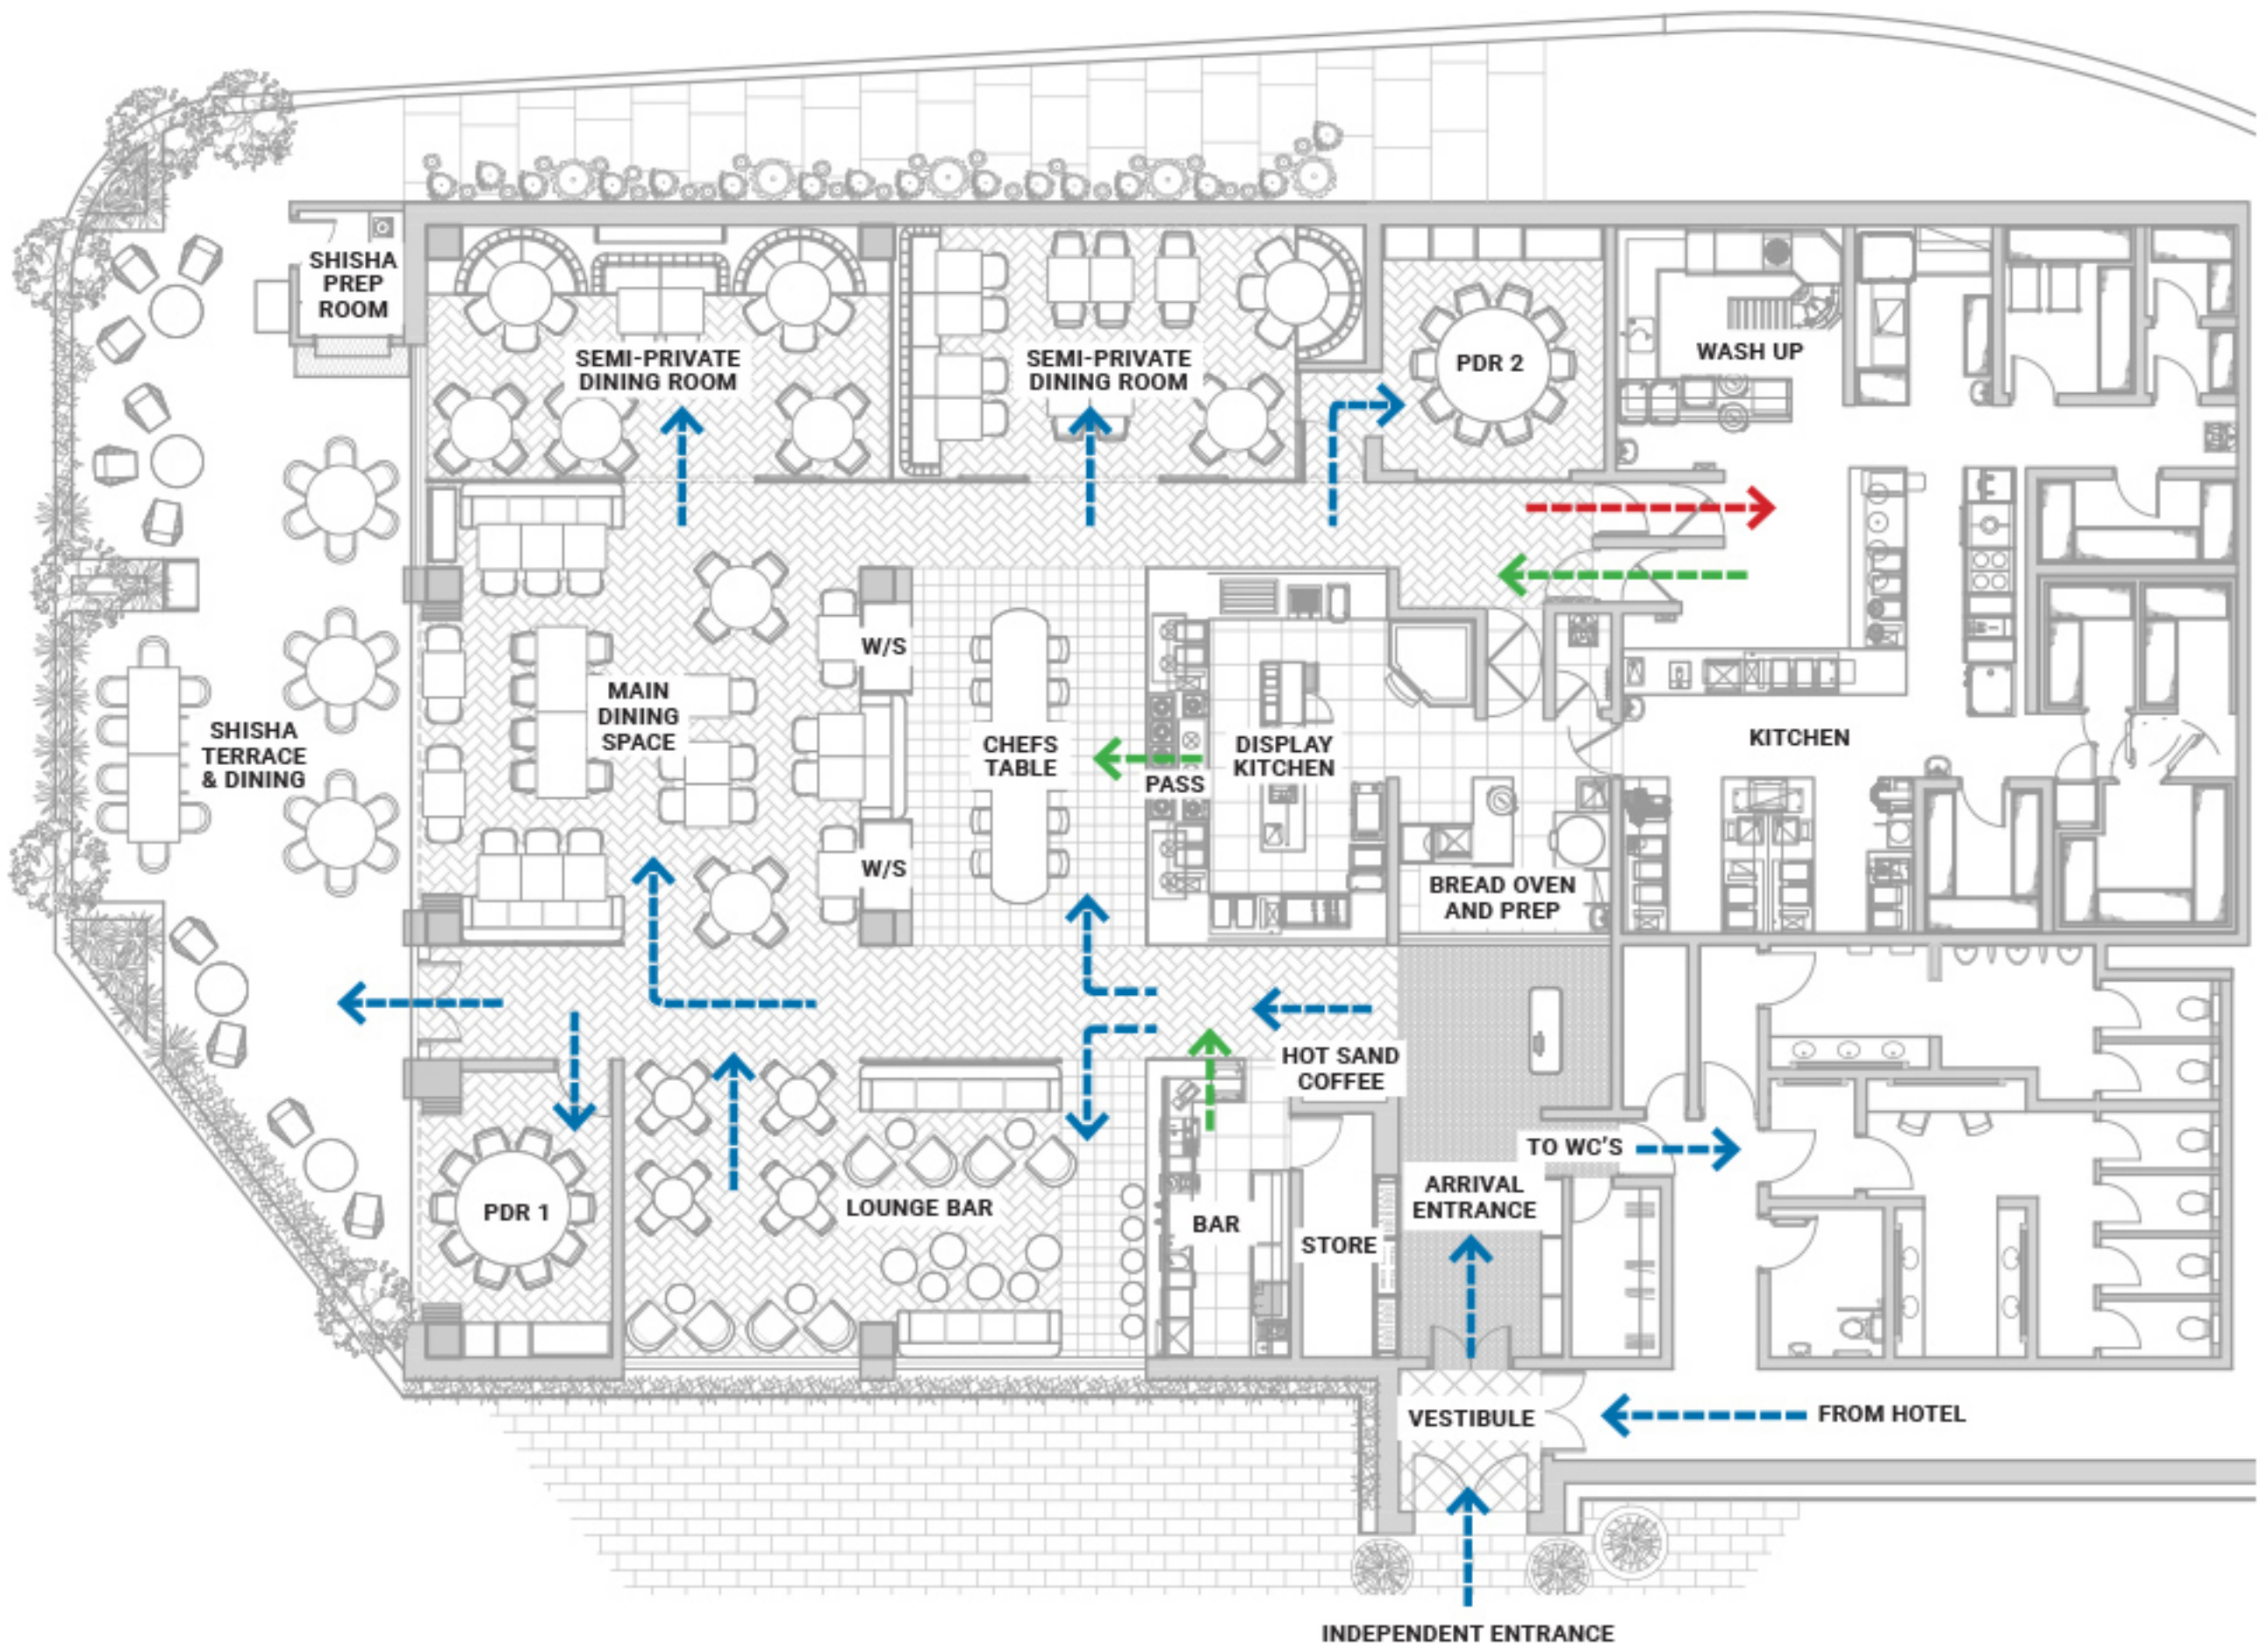 SHISHA
PREP
ROOM
SEMI-PRIVATE
DINING ROOM
SEMI-PRIVATE
DINING ROOM
PDR 2
WASH UP
W/S
MAIN
DINING
SPACE
SHISHA
TERRACE
& DINING
CHEFS
TABLE
PASS
DISPLAY
KITCHEN
KITCHEN
W/S
BREAD OVEN
AND PREP
HOT SAND
COFFEE
TO WC'S
ARRIVAL
ENTRANCE
PDR 1
LOUNGE BAR
BAR
STORE
VESTIBULE
FROM HOTEL
INDEPENDENT ENTRANCE